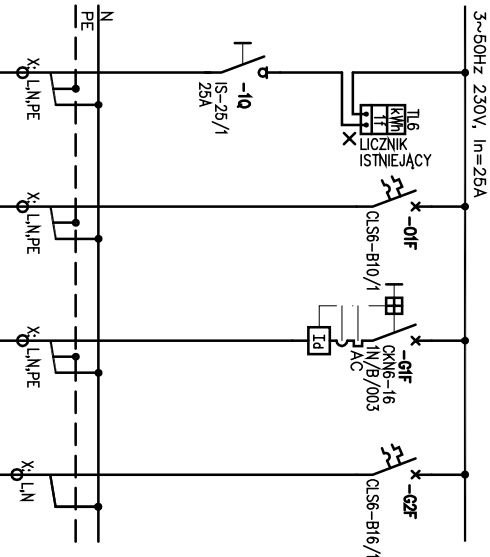 3~50Hz 230V, In=25A
N
PE
TL6
kWh
1f
LICZNIK
ISTNIEJĄCY
-1Q
IS-25/1
25A
X:
L,N,PE
-01F
CLS6-B10/1
X:
L,N,PE
-G1F
CKN6-16
1N/B/003
AC
Id
X:
L,N,PE
-G2F
CLS6-B16/1
X:
L,N